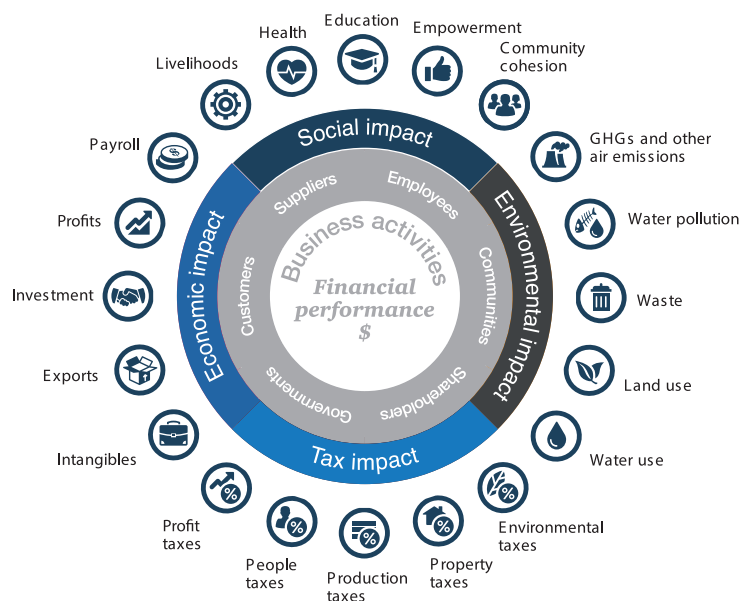 Education
Health
Empowerment
Livelihoods
Community
cohesion
Payroll
GHGs and other
air emissions
Profits
Water pollution
Investment
Waste
Exports
Land use
Intangibles
Water use
Profit
taxes
People
taxes
Production
taxes
Property
taxes
Environmental
taxes
Social impact
Environmental impact
Tax impact
Economic impact
Suppliers
Employees
Communities
Shareholders
Governments
Customers
Business activities
Financial
performance
$
$
%
%
%
%
%